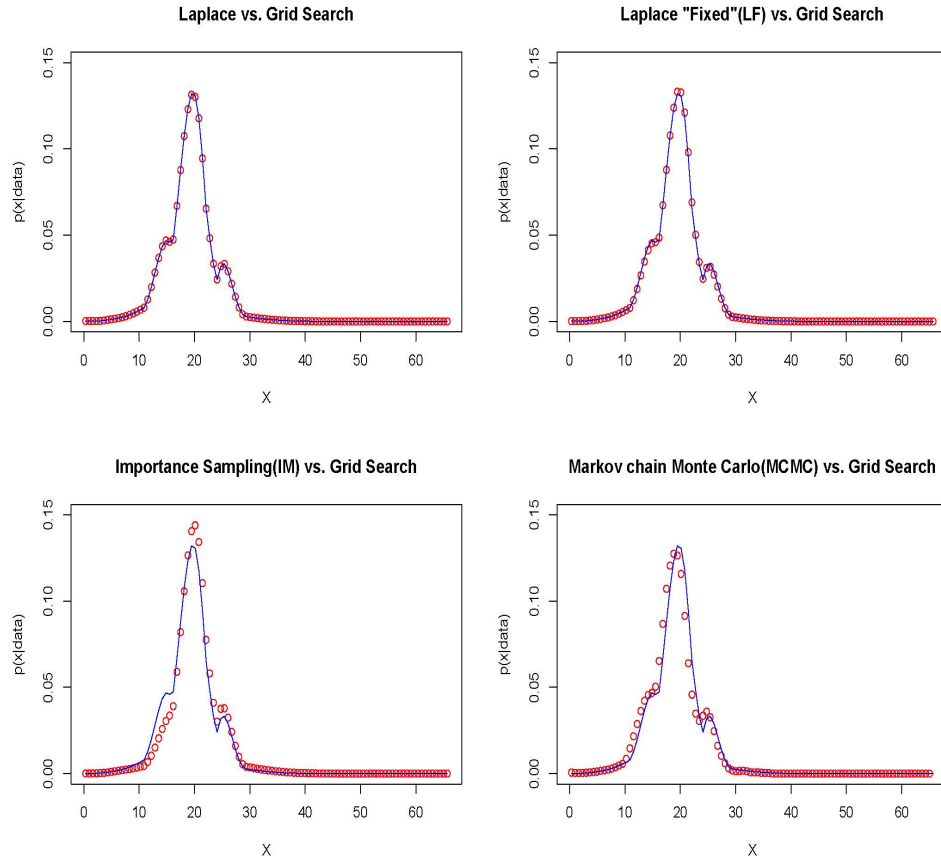 Laplace vs. Grid Search
0.15
0.10
0.05
0.00
p(x|data)
0 10 20 30 40 50 60
X
Laplace "Fixed"(LF) vs. Grid Search
0.15
0.10
0.05
0.00
p(x|data)
0 10 20 30 40 50 60
X
Importance Sampling(IM) vs. Grid Search
0.15
0.10
0.05
0.00
p(x|data)
0 10 20 30 40 50 60
X
Markov chain Monte Carlo(MCMC) vs. Grid Search
0.15
0.10
0.05
0.00
p(x|data)
0 10 20 30 40 50 60
X